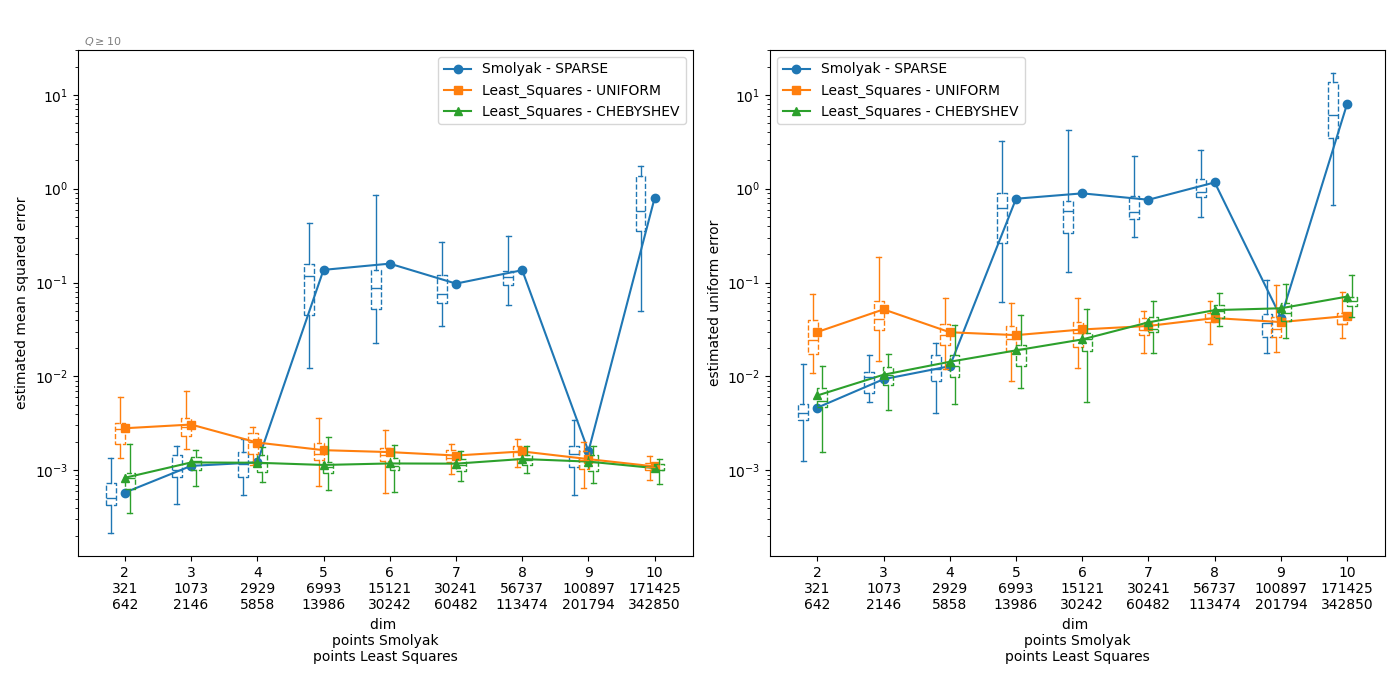 Q ≥ 10
Smolyak - SPARSE
Least_Squares - UNIFORM
Least_Squares - CHEBYSHEV
estimated mean squared error
10^1
10^0
10^-1
10^-2
10^-3
2 3 4 5 6 7 8 9 10
321 1073 2929 6993 15121 30241 56737 100897 171425
642 2146 5858 13986 30242 60482 113474 201794 342850
dim
points Smolyak
points Least Squares
Smolyak - SPARSE
Least_Squares - UNIFORM
Least_Squares - CHEBYSHEV
estimated uniform error
10^1
10^0
10^-1
10^-2
10^-3
2 3 4 5 6 7 8 9 10
321 1073 2929 6993 15121 30241 56737 100897 171425
642 2146 5858 13986 30242 60482 113474 201794 342850
dim
points Smolyak
points Least Squares